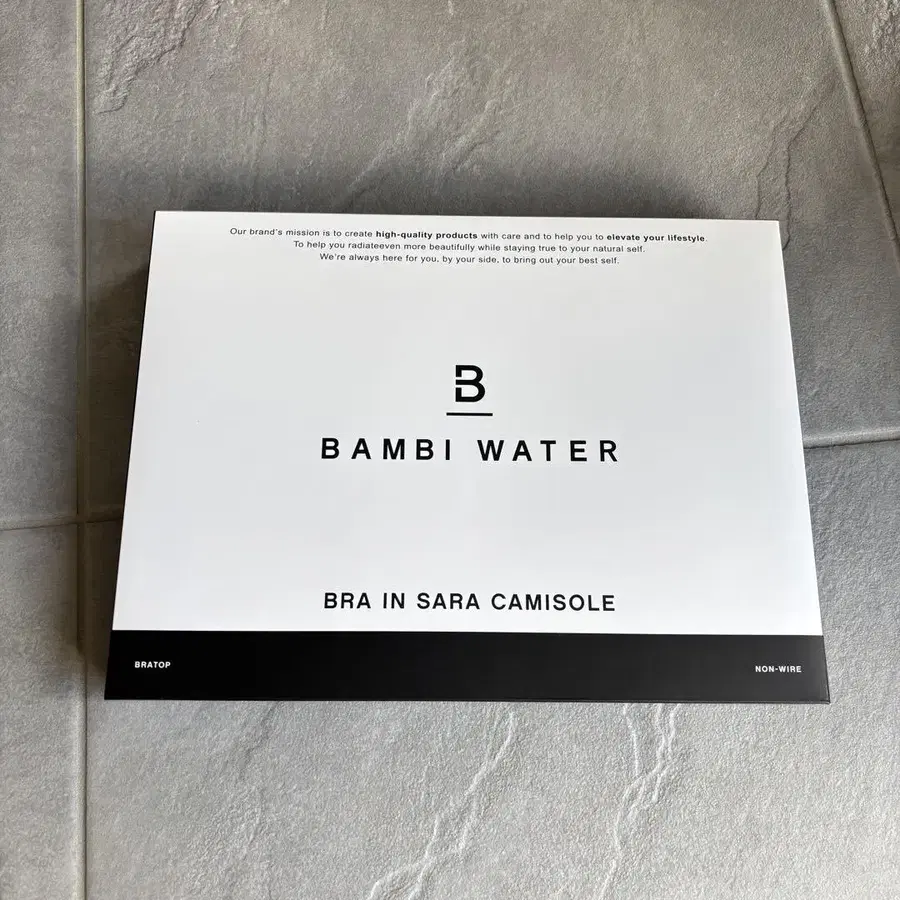 Our brand's mission is to create high-quality products with care and to help you to elevate your lifestyle.
To help you radiateeven more beautifully while staying true to your natural self.
We're always here for you, by your side, to bring out your best self.
B
BAMBI WATER
BRA IN SARA CAMISOLE
BRATOP
NON-WIRE